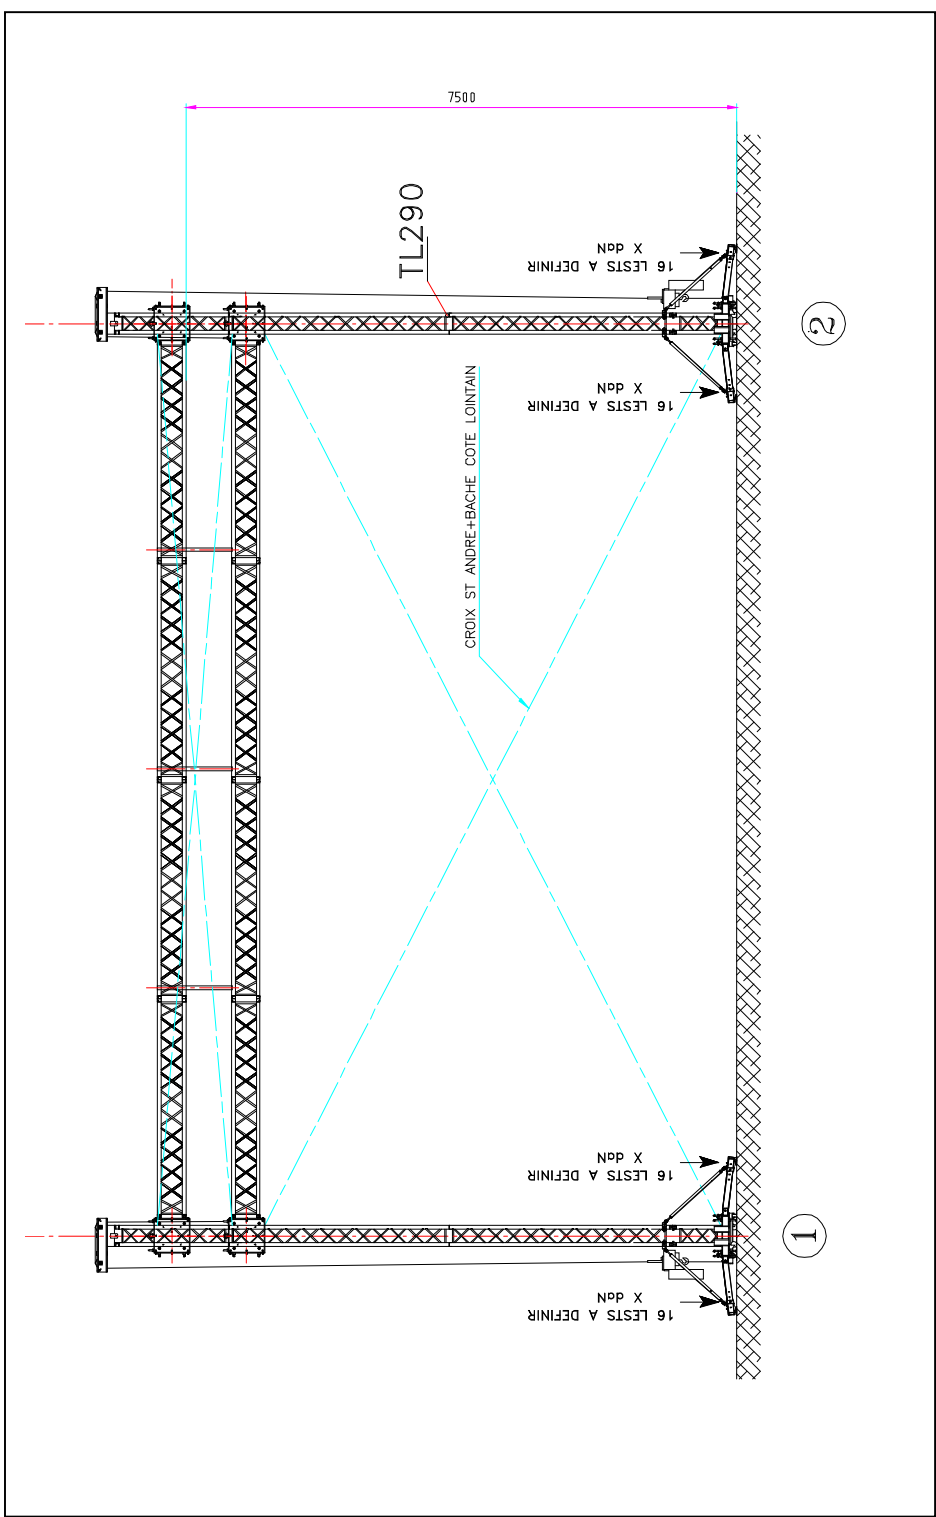 7500
TL290
16 LESTS A DEFINIR
X daN
16 LESTS A DEFINIR
X daN
CROIX ST ANDRE+BACHE COTE LOINTAIN
2
16 LESTS A DEFINIR
X daN
16 LESTS A DEFINIR
X daN
1